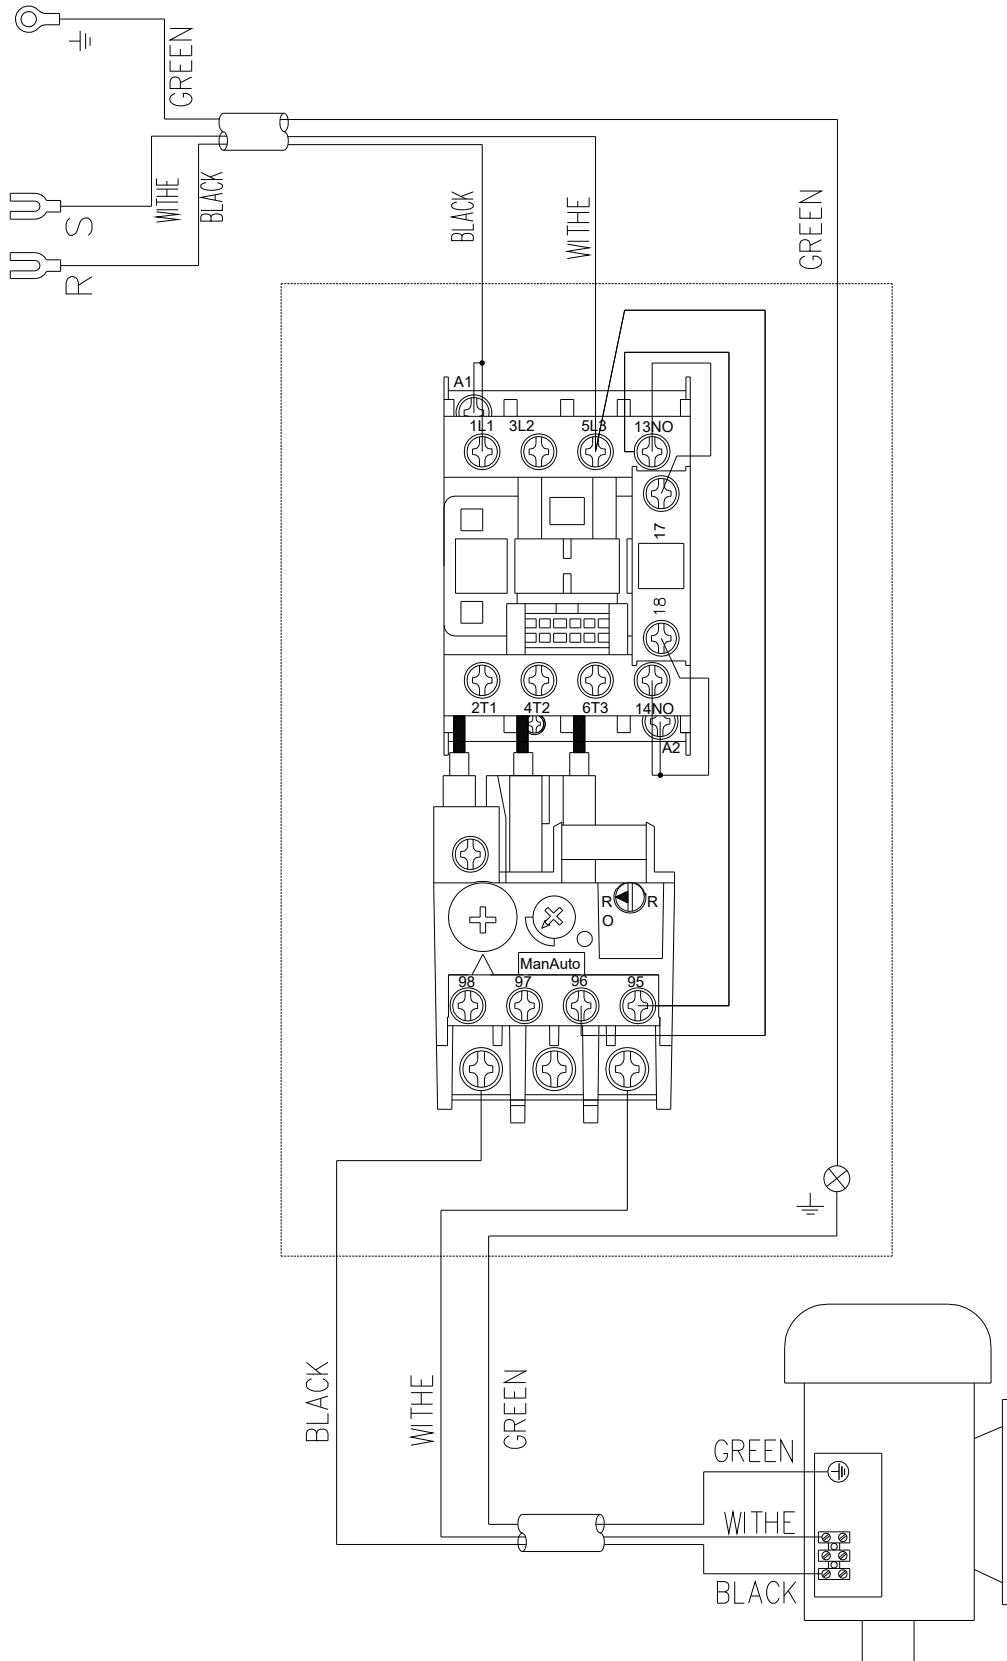 GREEN
WITHE
BLACK
S
R
BLACK
WITHE
GREEN
A1
1L1 3L2 5L3 13NO
17
18
2T1 4T2 6T3 14NO
A2
R R
O
ManAuto
98 97 96 95
BLACK
WITHE
GREEN
GREEN
WITHE
BLACK